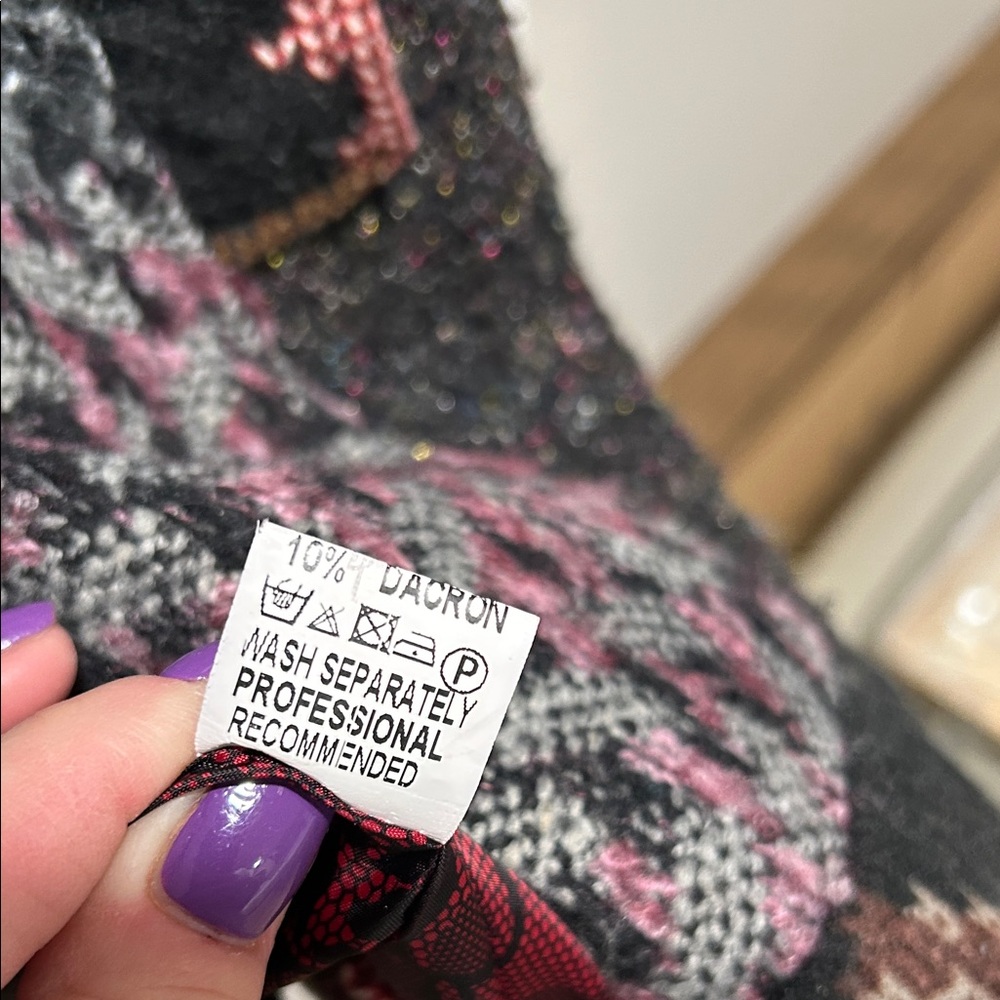 10% DACRON
P
WASH SEPARATELY
PROFESSIONAL
RECOMMENDED